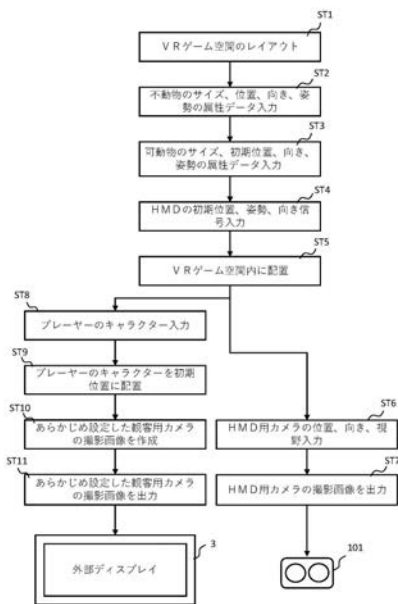 ST1
VRゲーム空間のレイアウト
ST2
不動物のサイズ、位置、向き、姿
勢の属性データ入力
ST3
可動物のサイズ、初期位置、向き、
姿勢の属性データ入力
ST4
HMDの初期位置、姿勢、向き信
号入力
ST5
VRゲーム空間内に配置
ST8
プレーヤーのキャラクター入力
ST9
プレーヤーのキャラクターを初期
位置に配置
ST10
あらかじめ設定した観客用カメラ
の撮影画像を作成
ST11
あらかじめ設定した観客用カメラ
の撮影画像を出力
3
外部ディスプレイ
ST6
HMD用カメラの位置、向き、視
野入力
ST7
HMD用カメラの撮影画像を出力
101